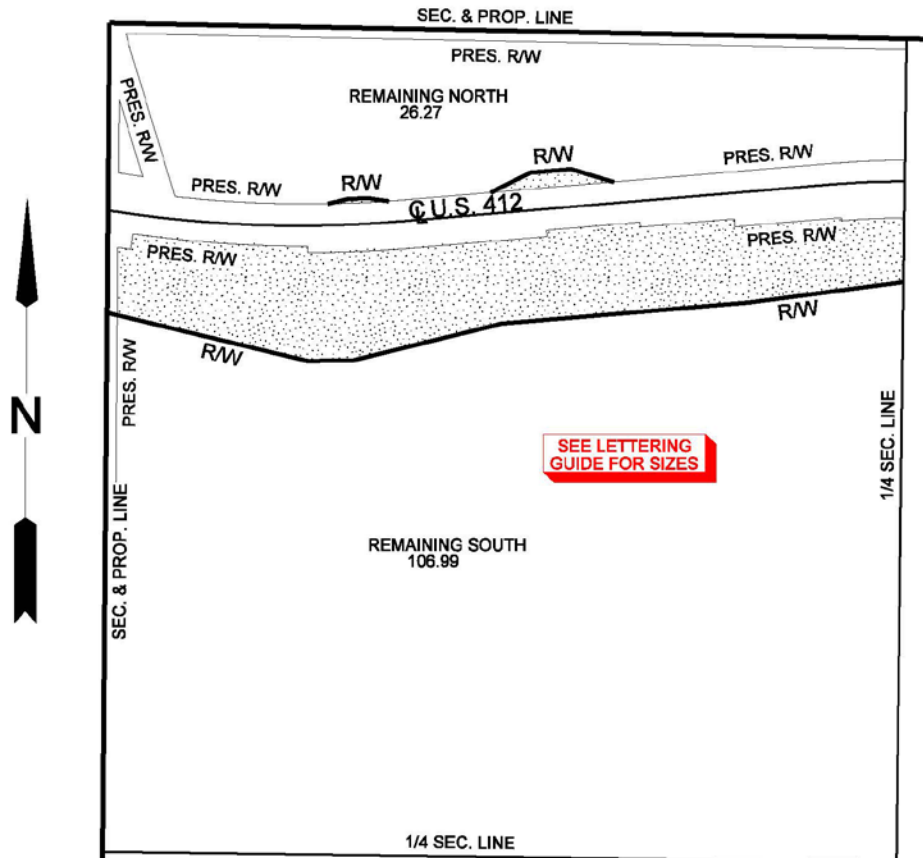 SEC. & PROP. LINE
PRES. R/W
PRES. R/W
REMAINING NORTH
26.27
R/W
PRES. R/W
PRES. R/W
R/W
℄ U.S. 412
PRES. R/W
PRES. R/W
R/W
R/W
PRES. R/W
N
SEE LETTERING
GUIDE FOR SIZES
1/4 SEC. LINE
REMAINING SOUTH
106.99
SEC. & PROP. LINE
1/4 SEC. LINE